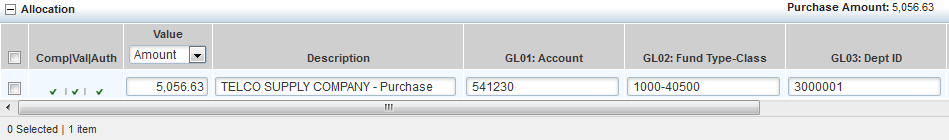 Allocation Purchase Amount: 5,056.63
Value
Comp|Val|Auth Amount Description GL01: Account GL02: Fund Type-Class GL03: Dept ID
5,056.63 TELCO SUPPLY COMPANY - Purchase 541230 1000-40500 3000001
0 Selected | 1 item